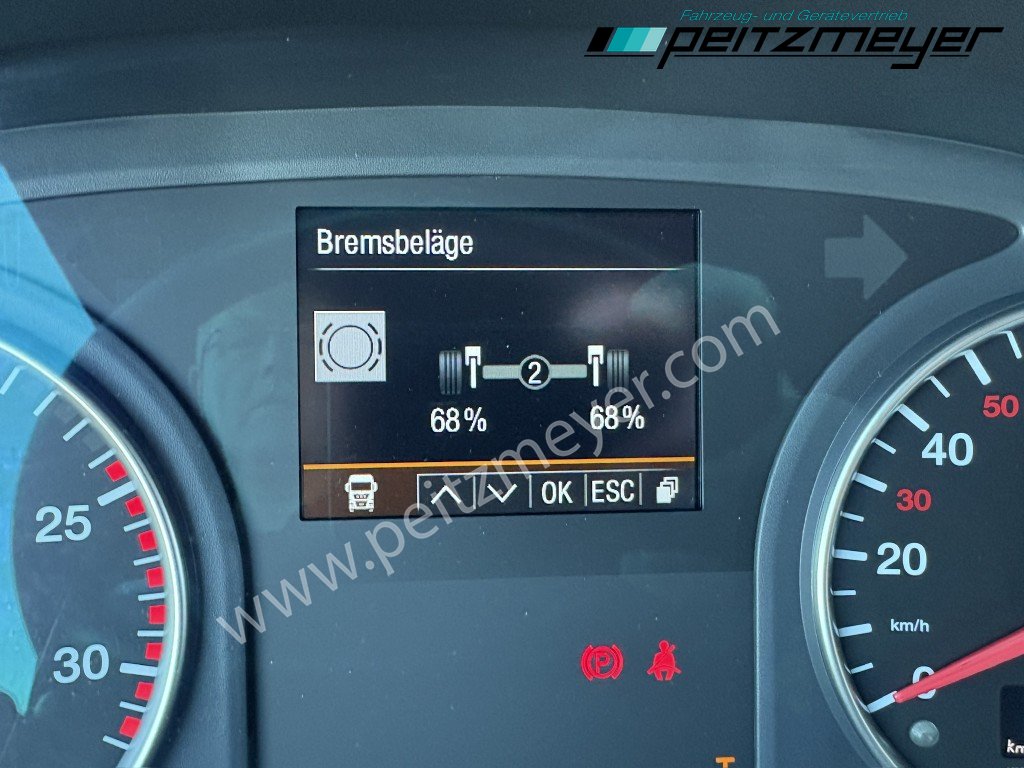 Fahrzeug- und Gerätevertrieb
peitzmeyer
Bremsbeläge
2
68% 68%
OK ESC
www.peitzmeyer.com
25
30
50
40
30
20
km/h
0
km
P